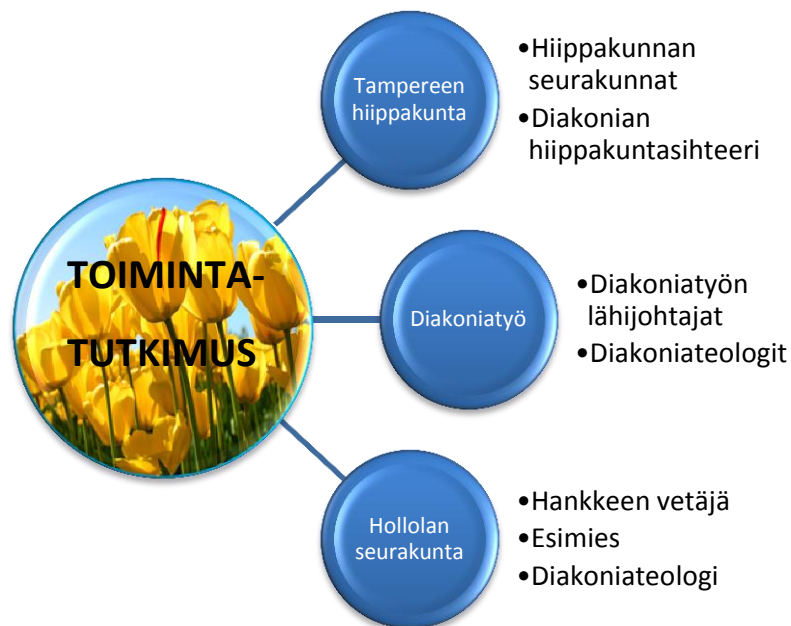 Tampereen
hiippakunta
•Hiippakunnan
seurakunnat
•Diakonian
hiippakuntasihteeri
TOIMINTA-
TUTKIMUS
Diakoniatyö
•Diakoniatyön
lähijohtajat
•Diakoniateologit
Hollolan
seurakunta
•Hankkeen vetäjä
•Esimies
•Diakoniateologi